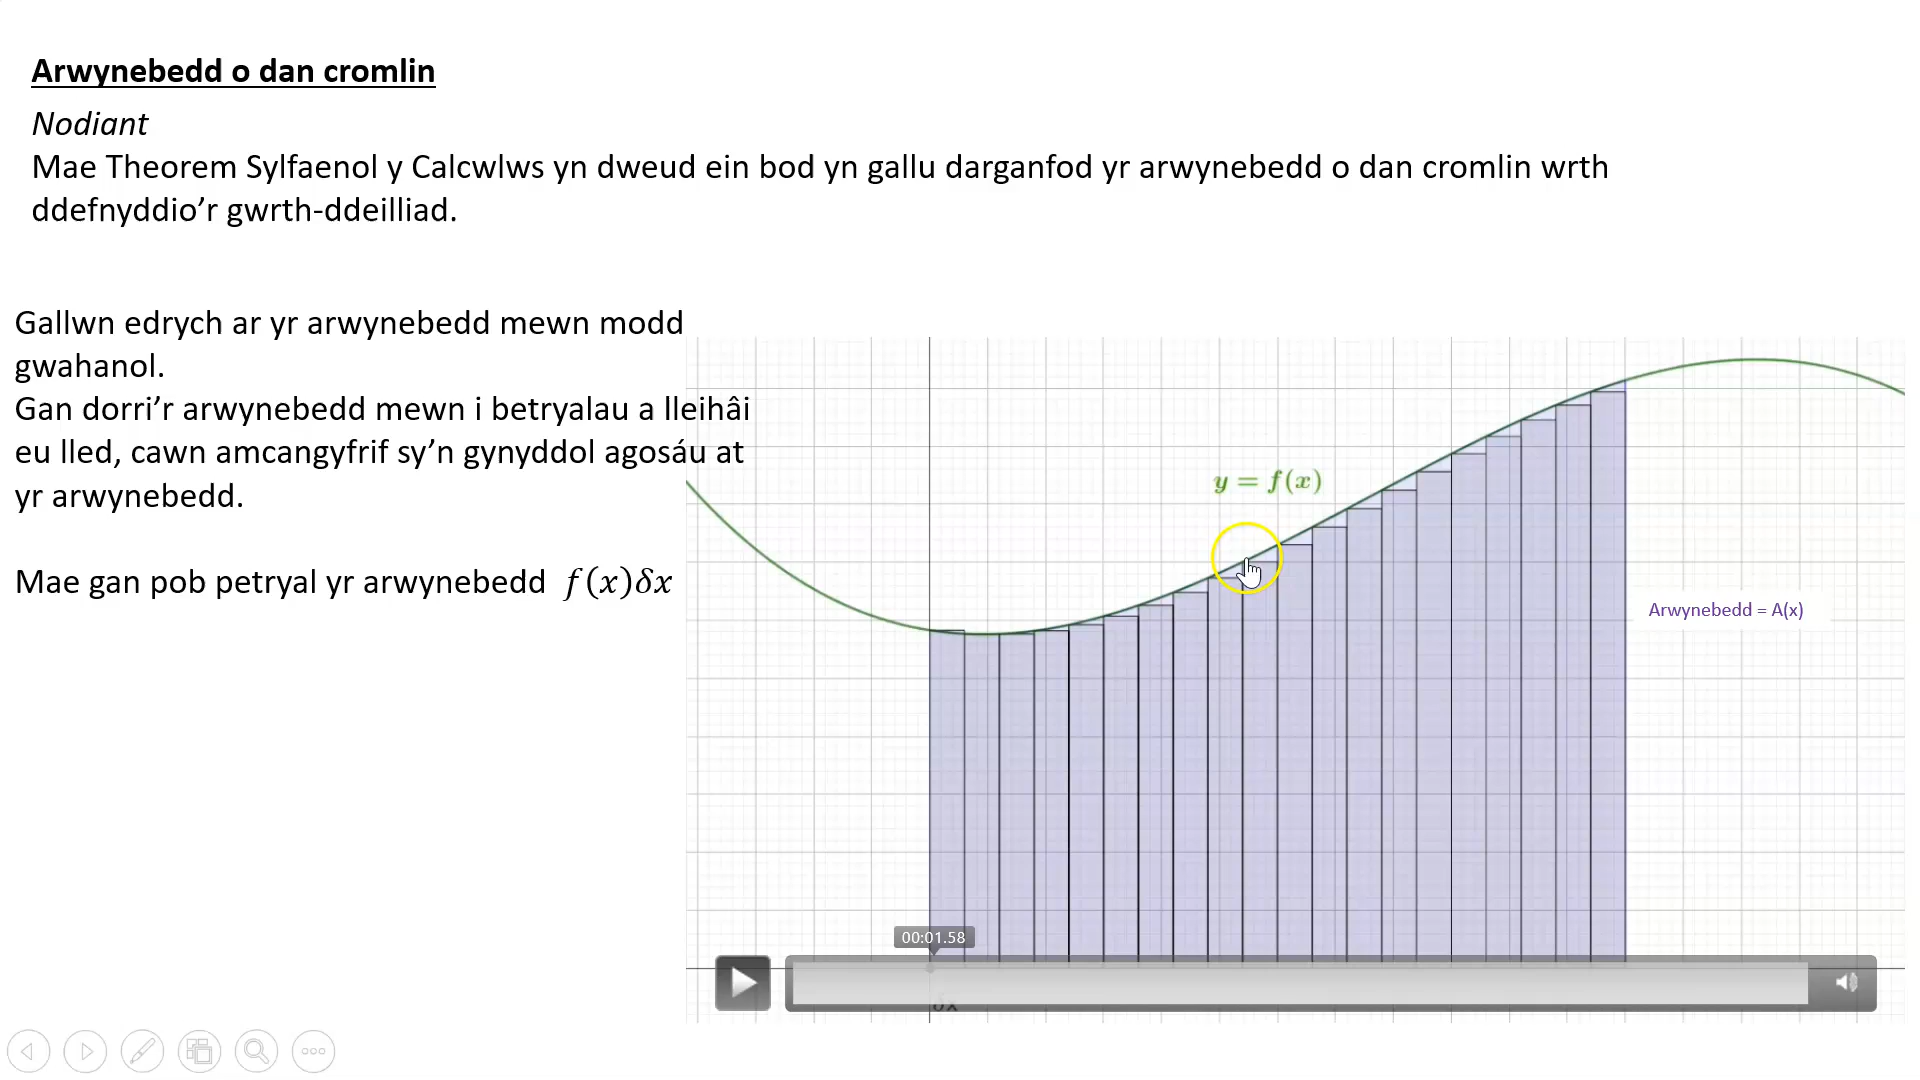 Arwynebedd o dan cromlin
Nodiant
Mae Theorem Sylfaenol y Calcwlws yn dweud ein bod yn gallu darganfod yr arwynebedd o dan cromlin wrth
ddefnyddio’r gwrth-ddeilliad.
Gallwn edrych ar yr arwynebedd mewn modd
gwahanol.
Gan dorri’r arwynebedd mewn i betryalau a lleihâi
eu lled, cawn amcangyfrif sy’n gynyddol agosáu at
yr arwynebedd.
Mae gan pob petryal yr arwynebedd f(x)δx
y = f(x)
Arwynebedd = A(x)
00:01.58
δx